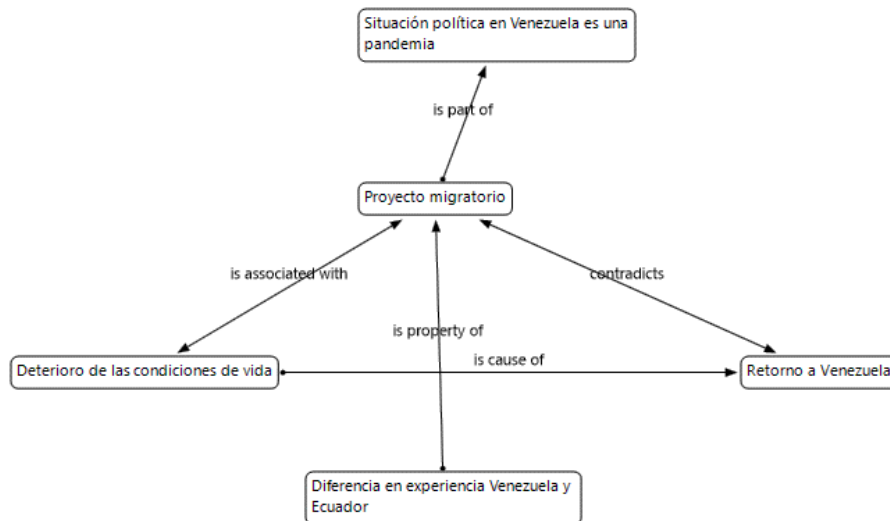 Situación política en Venezuela es una
pandemia
is part of
Proyecto migratorio
is associated with
contradicts
is property of
is cause of
Deterioro de las condiciones de vida
Retorno a Venezuela
Diferencia en experiencia Venezuela y
Ecuador